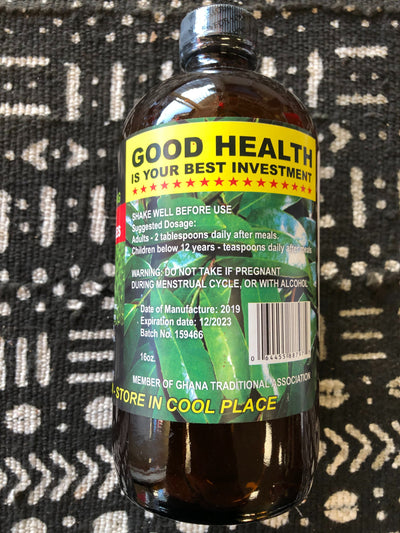 GOOD HEALTH
IS YOUR BEST INVESTMENT
SHAKE WELL BEFORE USE
Suggested Dosage:
Adults - 2 tablespoons daily after meals.
Children below 12 years - teaspoons daily after meals
WARNING: DO NOT TAKE IF PREGNANT
DURING MENSTRUAL CYCLE, OR WITH ALCOHOL
Date of Manufacture: 2019
Expiration date: 12/2023
Batch No. 159466
16oz.
MEMBER OF GHANA TRADITIONAL ASSOCIATION
-STORE IN COOL PLACE